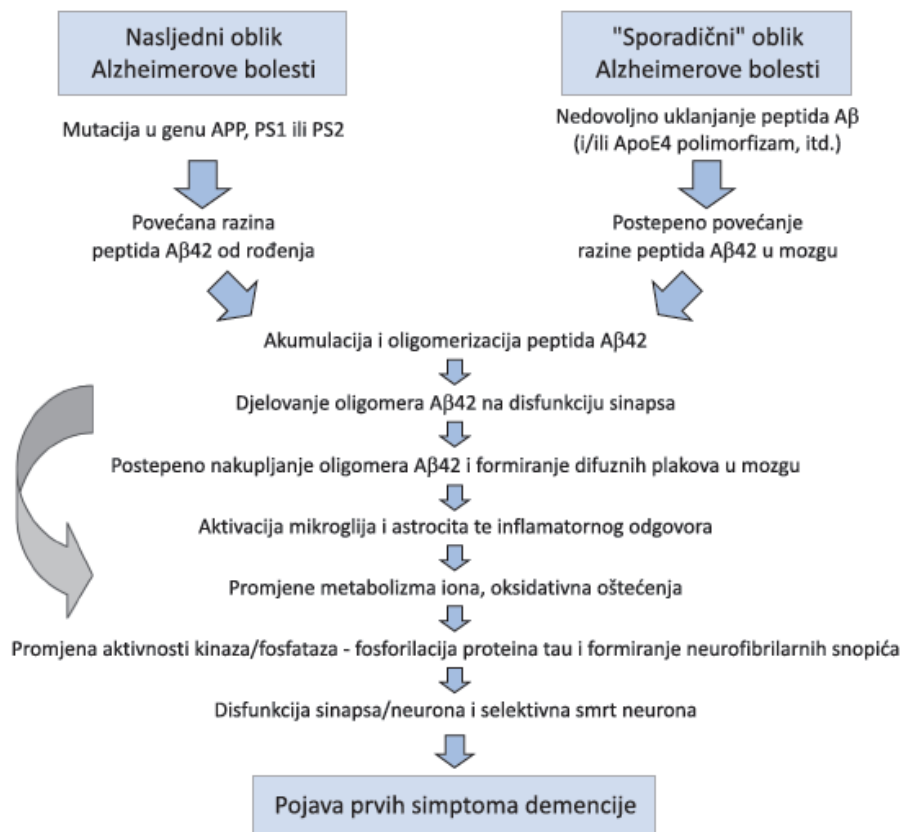 Nasljedni oblik
Alzheimerove bolesti
"Sporadični" oblik
Alzheimerove bolesti
Mutacija u genu APP, PS1 ili PS2
Nedovoljno uklanjanje peptida Aβ
(i/ili ApoE4 polimorfizam, itd.)
Povećana razina
peptida Aβ42 od rođenja
Postepeno povećanje
razine peptida Aβ42 u mozgu
Akumulacija i oligomerizacija peptida Aβ42
Djelovanje oligomera Aβ42 na disfunkciju sinapsa
Postepeno nakupljanje oligomera Aβ42 i formiranje difuznih plakova u mozgu
Aktivacija mikroglija i astrocita te inflamatornog odgovora
Promjene metabolizma iona, oksidativna oštećenja
Promjena aktivnosti kinaza/fosfataza - fosforilacija proteina tau i formiranje neurofibrilarnih snopića
Disfunkcija sinapsa/neurona i selektivna smrt neurona
Pojava prvih simptoma demencije